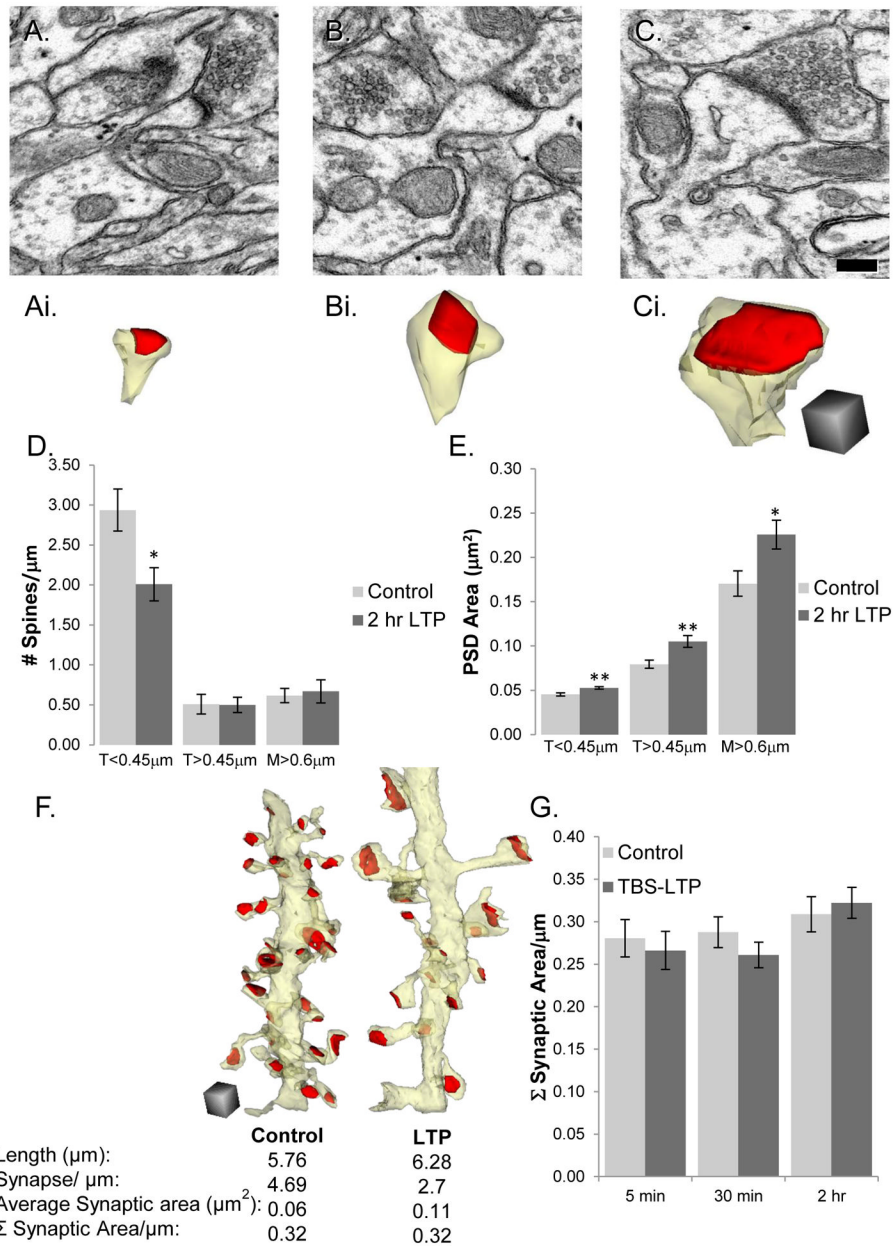 A.
B.
C.
Ai.
Bi.
Ci.
D.
# Spines/μm
3.50
3.00
2.50
2.00
1.50
1.00
0.50
0.00
*
Control
2 hr LTP
T<0.45μm
T>0.45μm
M>0.6μm
E.
PSD Area (μm²)
0.30
0.25
0.20
0.15
0.10
0.05
0.00
**
**
*
Control
2 hr LTP
T<0.45μm
T>0.45μm
M>0.6μm
F.
Control LTP
Length (μm): 5.76 6.28
Synapse/ μm: 4.69 2.7
Average Synaptic area (μm²): 0.06 0.11
Σ Synaptic Area/μm: 0.32 0.32
G.
Σ Synaptic Area/μm
0.40
0.35
0.30
0.25
0.20
0.15
0.10
0.05
0.00
Control
TBS-LTP
5 min
30 min
2 hr